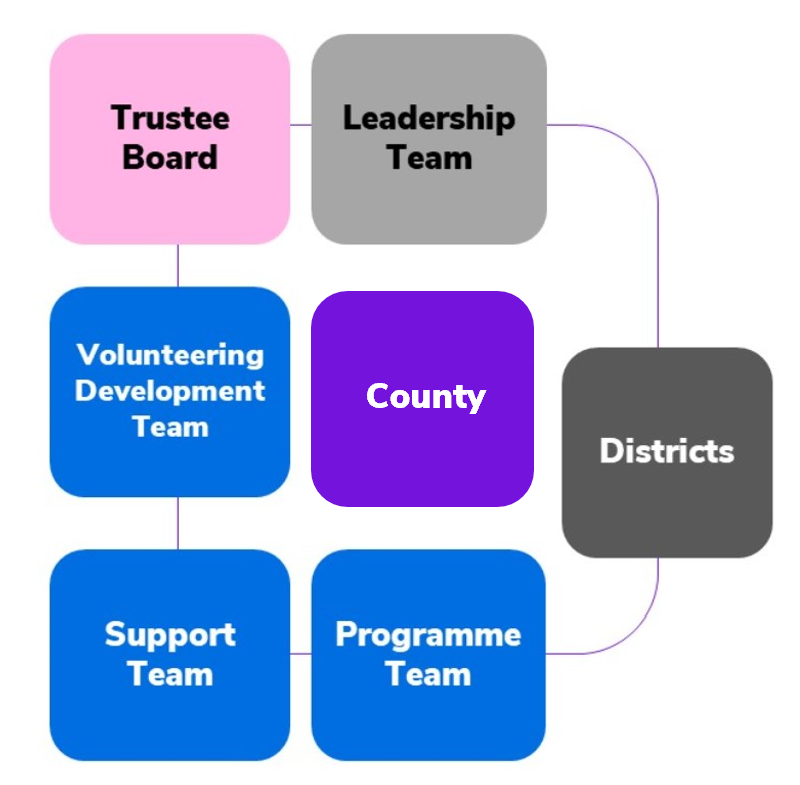 Trustee
Board
Leadership
Team
Volunteering
Development
Team
County
Districts
Support
Team
Programme
Team